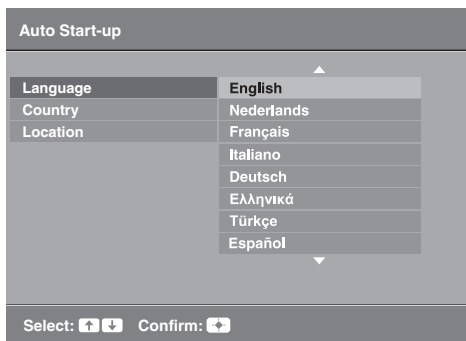 Auto Start-up
Language
English
Country
Nederlands
Location
Français
Italiano
Deutsch
Ελληνικά
Türkçe
Español
Select: Confirm: